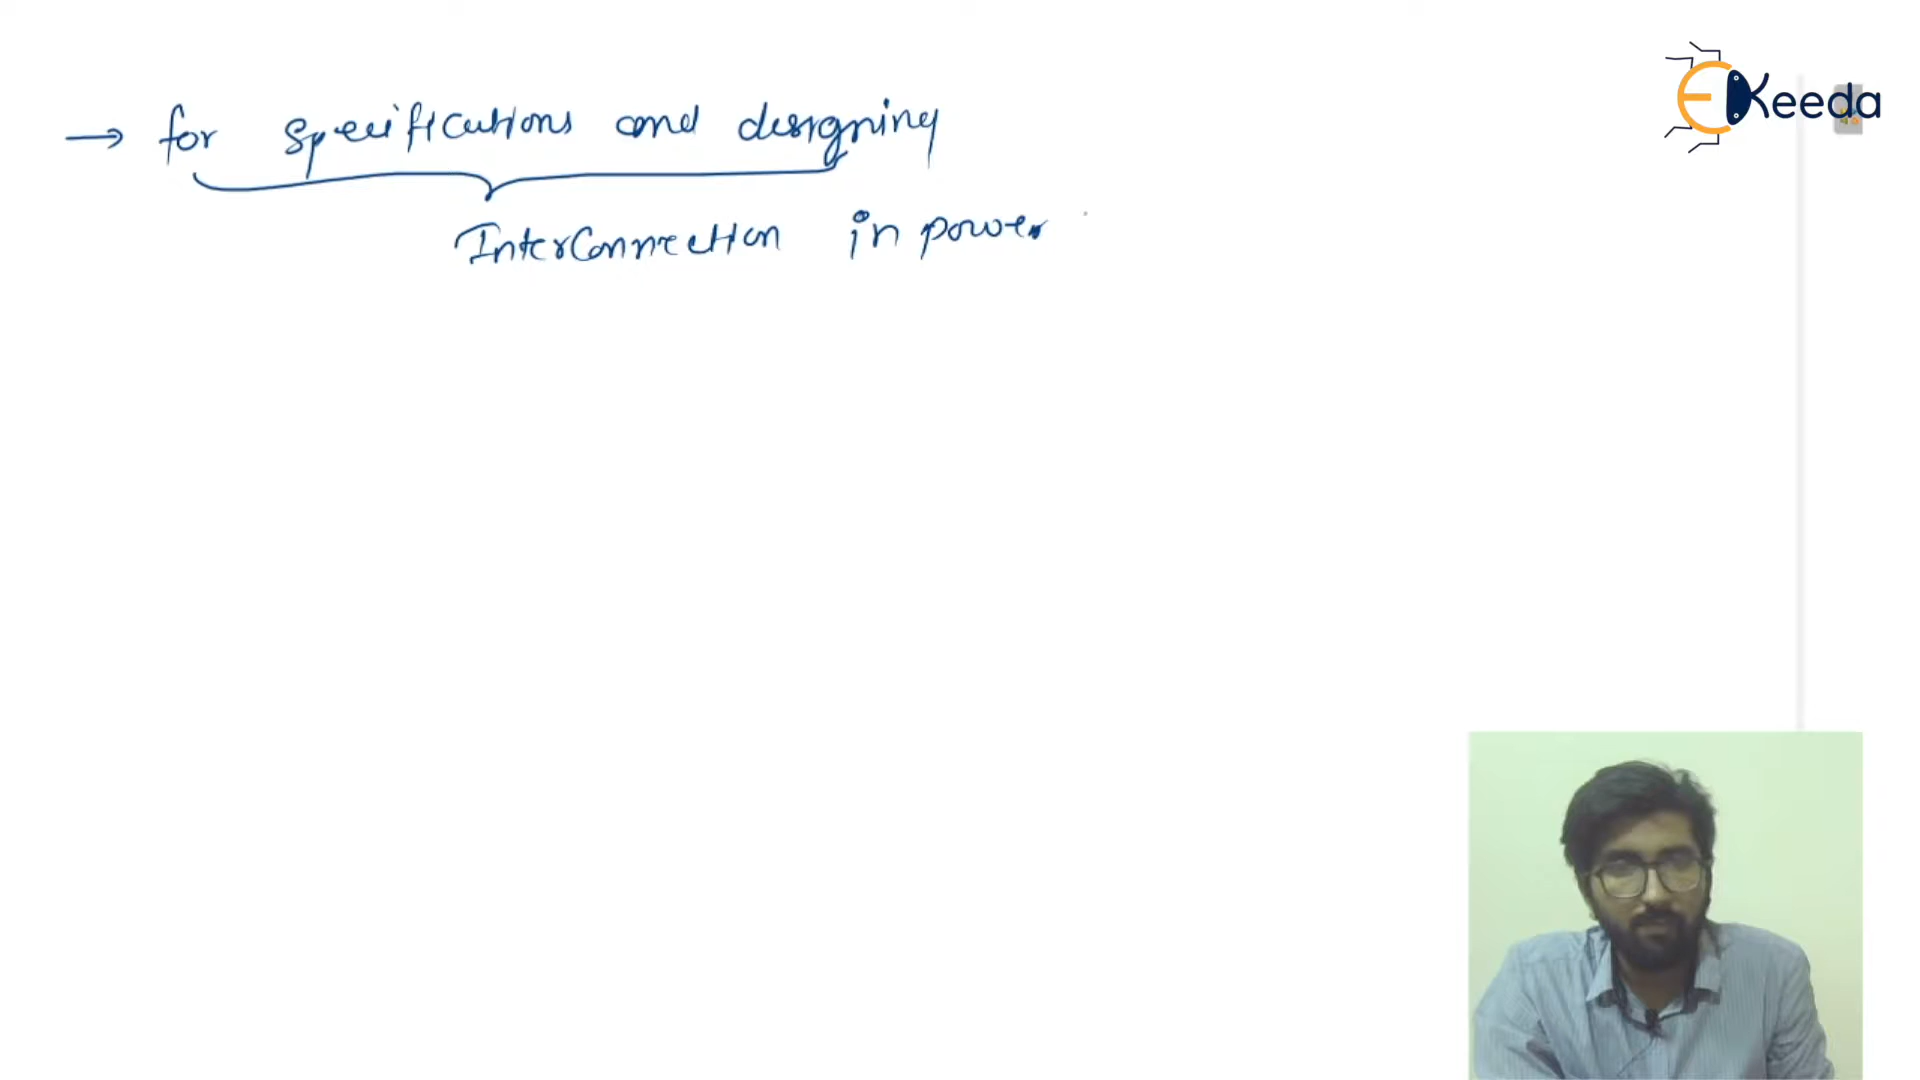 EKeeda
→ for specifications and designing
Interconnection in power